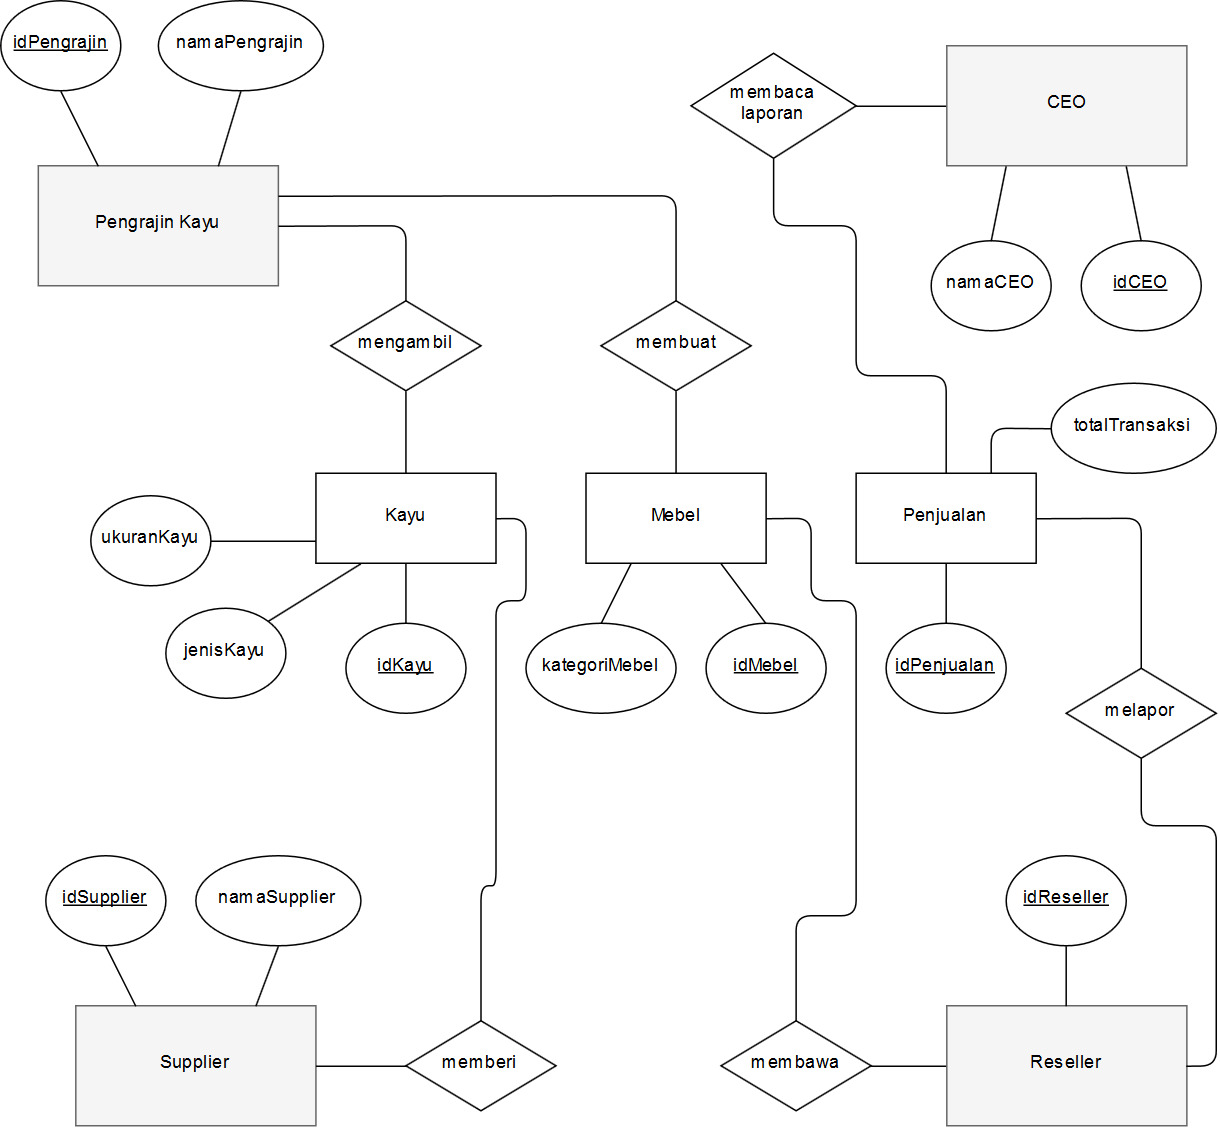 idPengrajin
namaPengrajin
membaca
laporan
CEO
Pengrajin Kayu
namaCEO
idCEO
mengambil
membuat
totalTransaksi
Kayu
Mebel
Penjualan
ukuranKayu
jenisKayu
idKayu
kategoriMebel
idMebel
idPenjualan
melapor
idSupplier
namaSupplier
idReseller
Supplier
memberi
membawa
Reseller